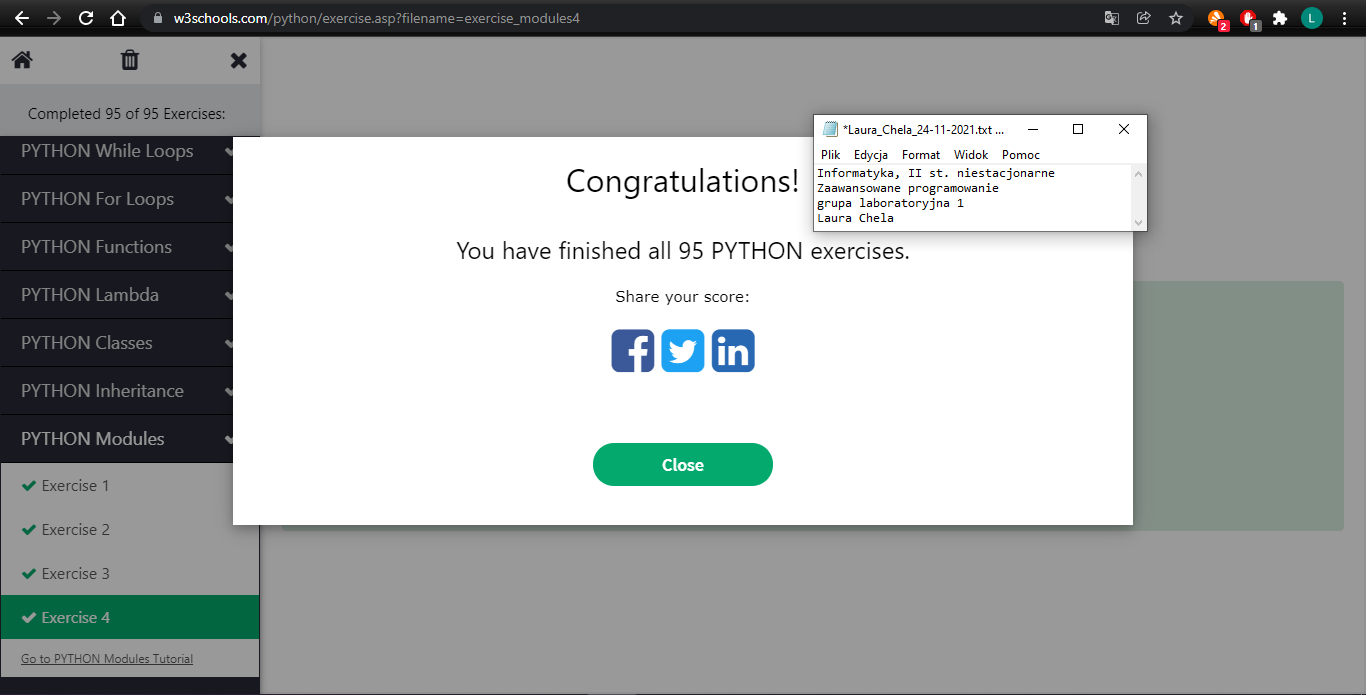 w3schools.com/python/exercise.asp?filename=exercise_modules4
2
1
L
Completed 95 of 95 Exercises:
PYTHON While Loops
PYTHON For Loops
PYTHON Functions
PYTHON Lambda
PYTHON Classes
PYTHON Inheritance
PYTHON Modules
Exercise 1
Exercise 2
Exercise 3
Exercise 4
Go to PYTHON Modules Tutorial
Congratulations!
You have finished all 95 PYTHON exercises.
Share your score:
f
in
Close
*Laura_Chela_24-11-2021.txt ...
Plik Edycja Format Widok Pomoc
Informatyka, II st. niestacjonarne
Zaawansowane programowanie
grupa laboratoryjna 1
Laura Chela